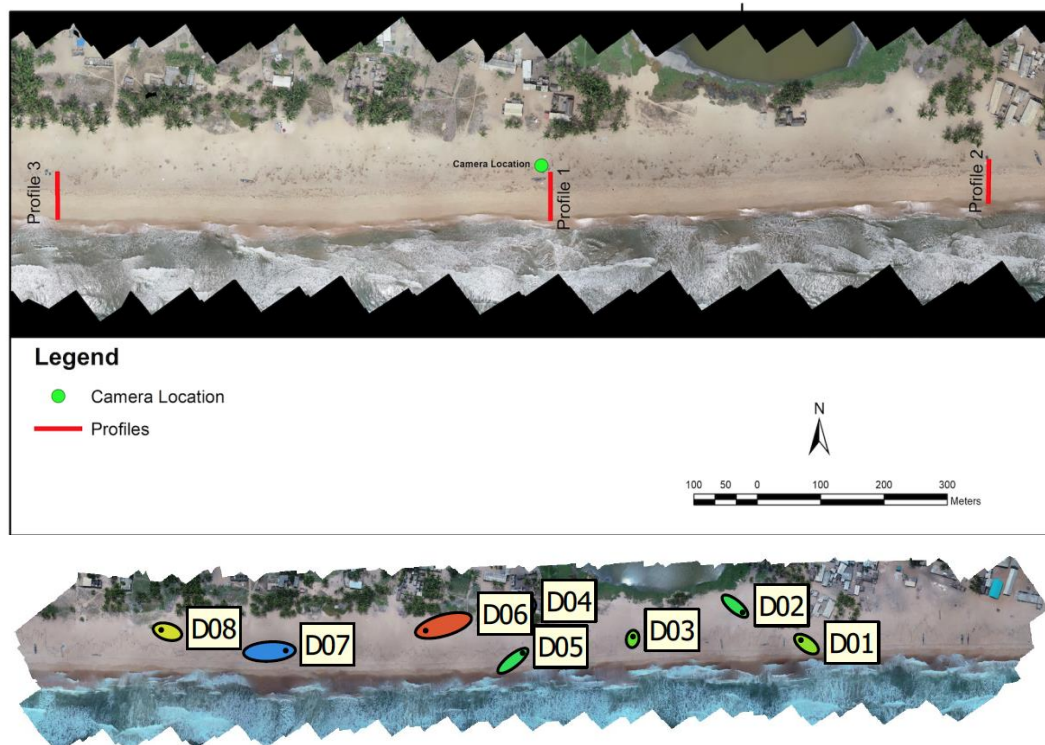 Profile 3
Camera Location
Profile 1
Profile 2
Legend
Camera Location
Profiles
N
100 50 0 100 200 300
Meters
D08
D07
D06
D04
D05
D03
D02
D01